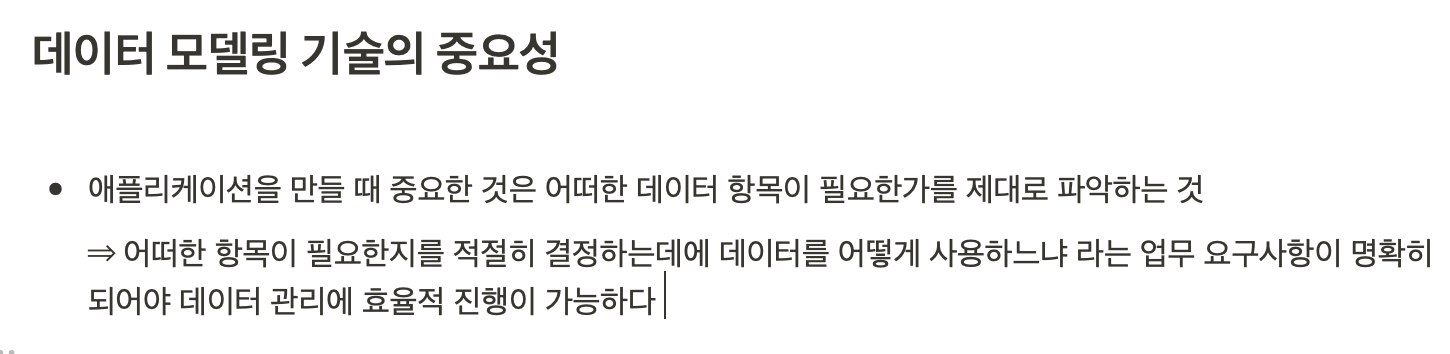 데이터 모델링 기술의 중요성
• 애플리케이션을 만들 때 중요한 것은 어떠한 데이터 항목이 필요한가를 제대로 파악하는 것
⇒ 어떠한 항목이 필요한지를 적절히 결정하는데에 데이터를 어떻게 사용하느냐 라는 업무 요구사항이 명확히
되어야 데이터 관리에 효율적 진행이 가능하다